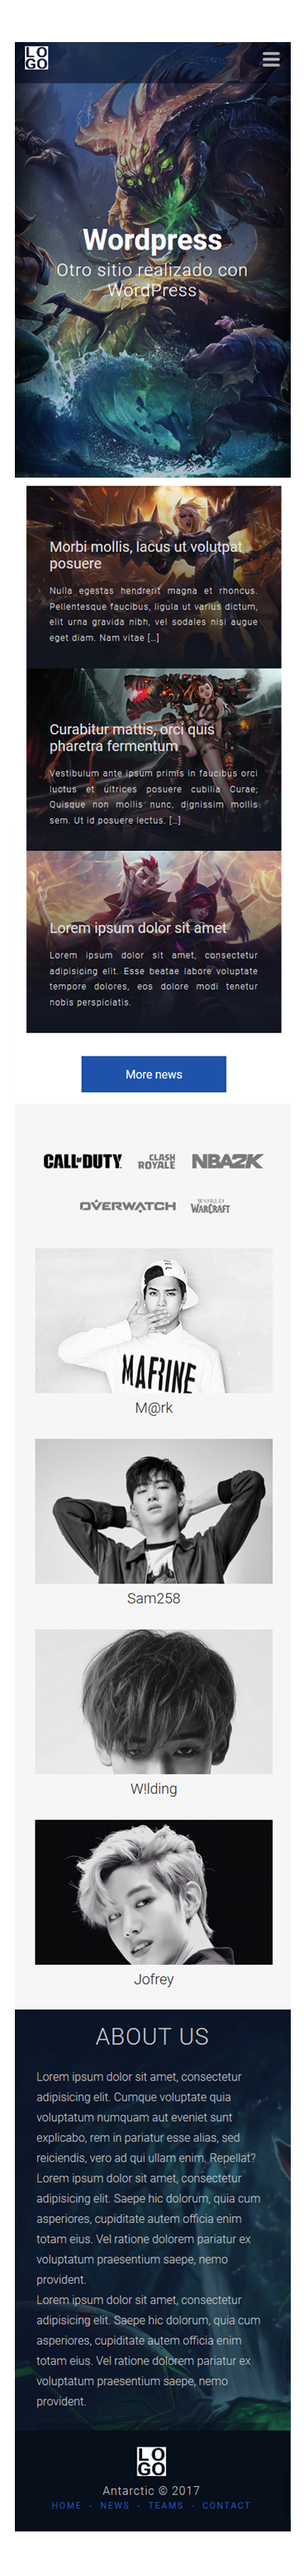 LO
GO
Wordpress
Otro sitio realizado con
WordPress
Morbi mollis, lacus ut volutpat
posuere
Nulla egestas hendrerit magna et rhoncus.
Pellentesque faucibus, ligula ut varius dictum,
elit urna gravida nibh, vel sodales nisl augue
eget diam. Nam vitae […]
Curabitur mattis, orci quis
pharetra fermentum
Vestibulum ante ipsum primis in faucibus orci
luctus et ultrices posuere cubilia Curae;
Quisque non mollis nunc, dignissim mollis
sem. Ut id posuere lectus. […]
Lorem ipsum dolor sit amet
Lorem ipsum dolor sit amet, consectetur
adipisicing elit. Esse beatae labore voluptate
tempore dolores, eos dolore modi tenetur
nobis perspiciatis.
More news
CALL OF DUTY
CLASH
ROYALE
NBA2K
OVERWATCH
WORLD
WARCRAFT
MAFRINE
M@rk
Sam258
W!lding
Jofrey
ABOUT US
Lorem ipsum dolor sit amet, consectetur
adipisicing elit. Cumque voluptate quia
voluptatum numquam aut eveniet sunt
explicabo, rem in pariatur esse alias, sed
reiciendis, vero ad qui ullam enim. Repellat?
Lorem ipsum dolor sit amet, consectetur
adipisicing elit. Saepe hic dolorum, quia cum
asperiores, cupiditate autem officia enim
totam eius. Vel ratione dolorem pariatur ex
voluptatum praesentium saepe, nemo
provident.
Lorem ipsum dolor sit amet, consectetur
adipisicing elit. Saepe hic dolorum, quia cum
asperiores, cupiditate autem officia enim
totam eius. Vel ratione dolorem pariatur ex
voluptatum praesentium saepe, nemo
provident.
LO
GO
Antarctic © 2017
HOME - NEWS - TEAMS - CONTACT